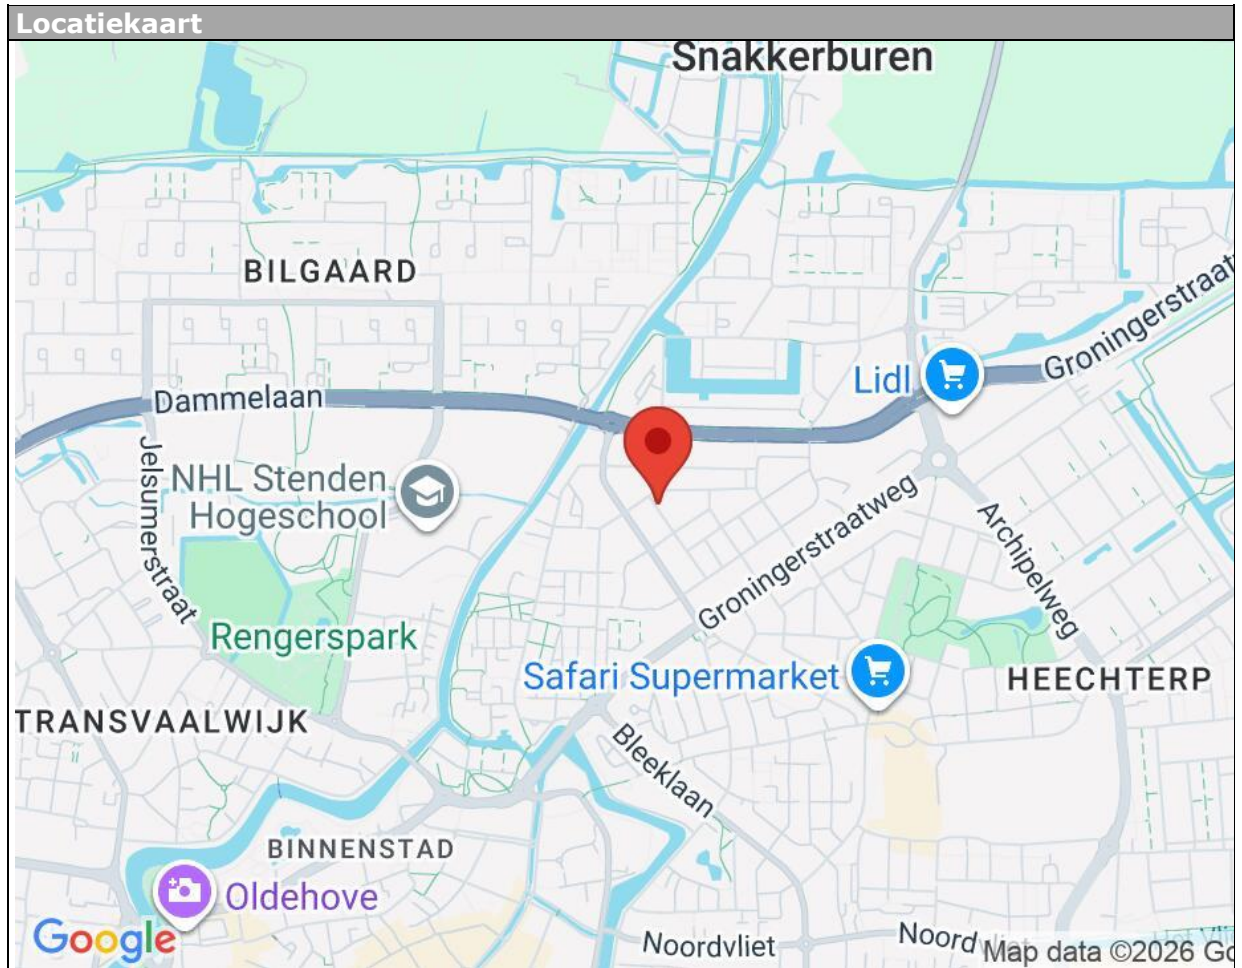 Locatiekaart
Snakkerburen
BILGAARD
Groningerstraat
Lidl
Dammelaan
Jelsumerstraat
NHL Stenden
Hogeschool
Groningerstraatweg
Archipelweg
Rengerspark
Safari Supermarket
HEECHTERP
TRANSVAALWIJK
Bleeklaan
BINNENSTAD
Oldehove
Google
Noordvliet
Noord
Map data ©2026 Go